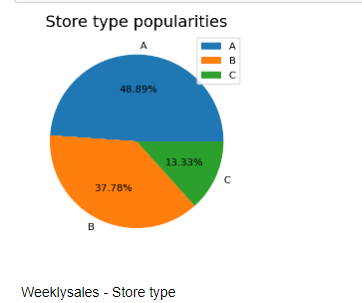 Store type popularities
A
A
B
C
48.89%
13.33%
37.78%
C
B
Weeklysales - Store type